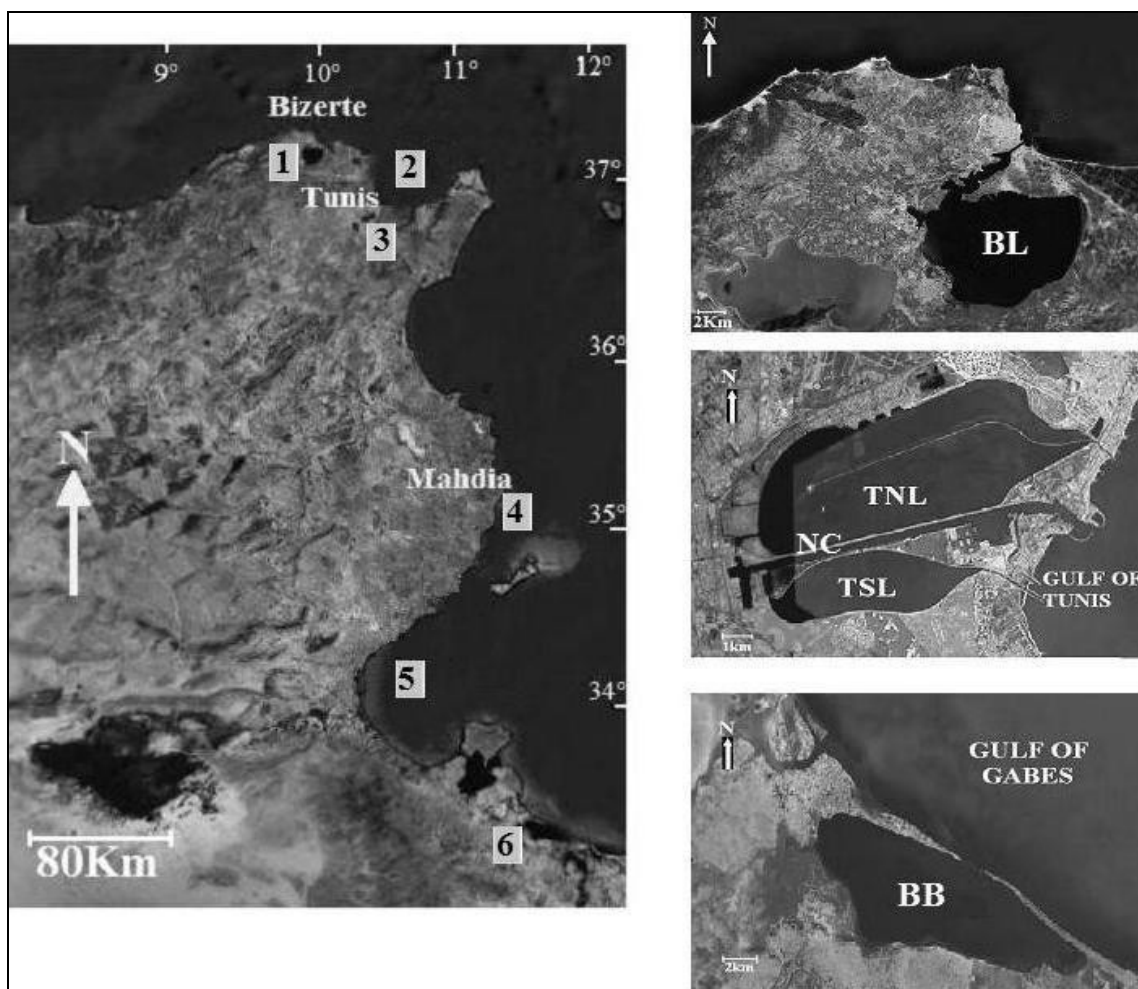 9° 10° 11° 12°
Bizerte
1
2
37°
Tunis
3
36°
N
Mahdia
4
35°
5
34°
6
80Km
N
BL
2Km
N
TNL
NC
TSL
GULF OF
TUNIS
1km
N
GULF OF
GABES
BB
2km